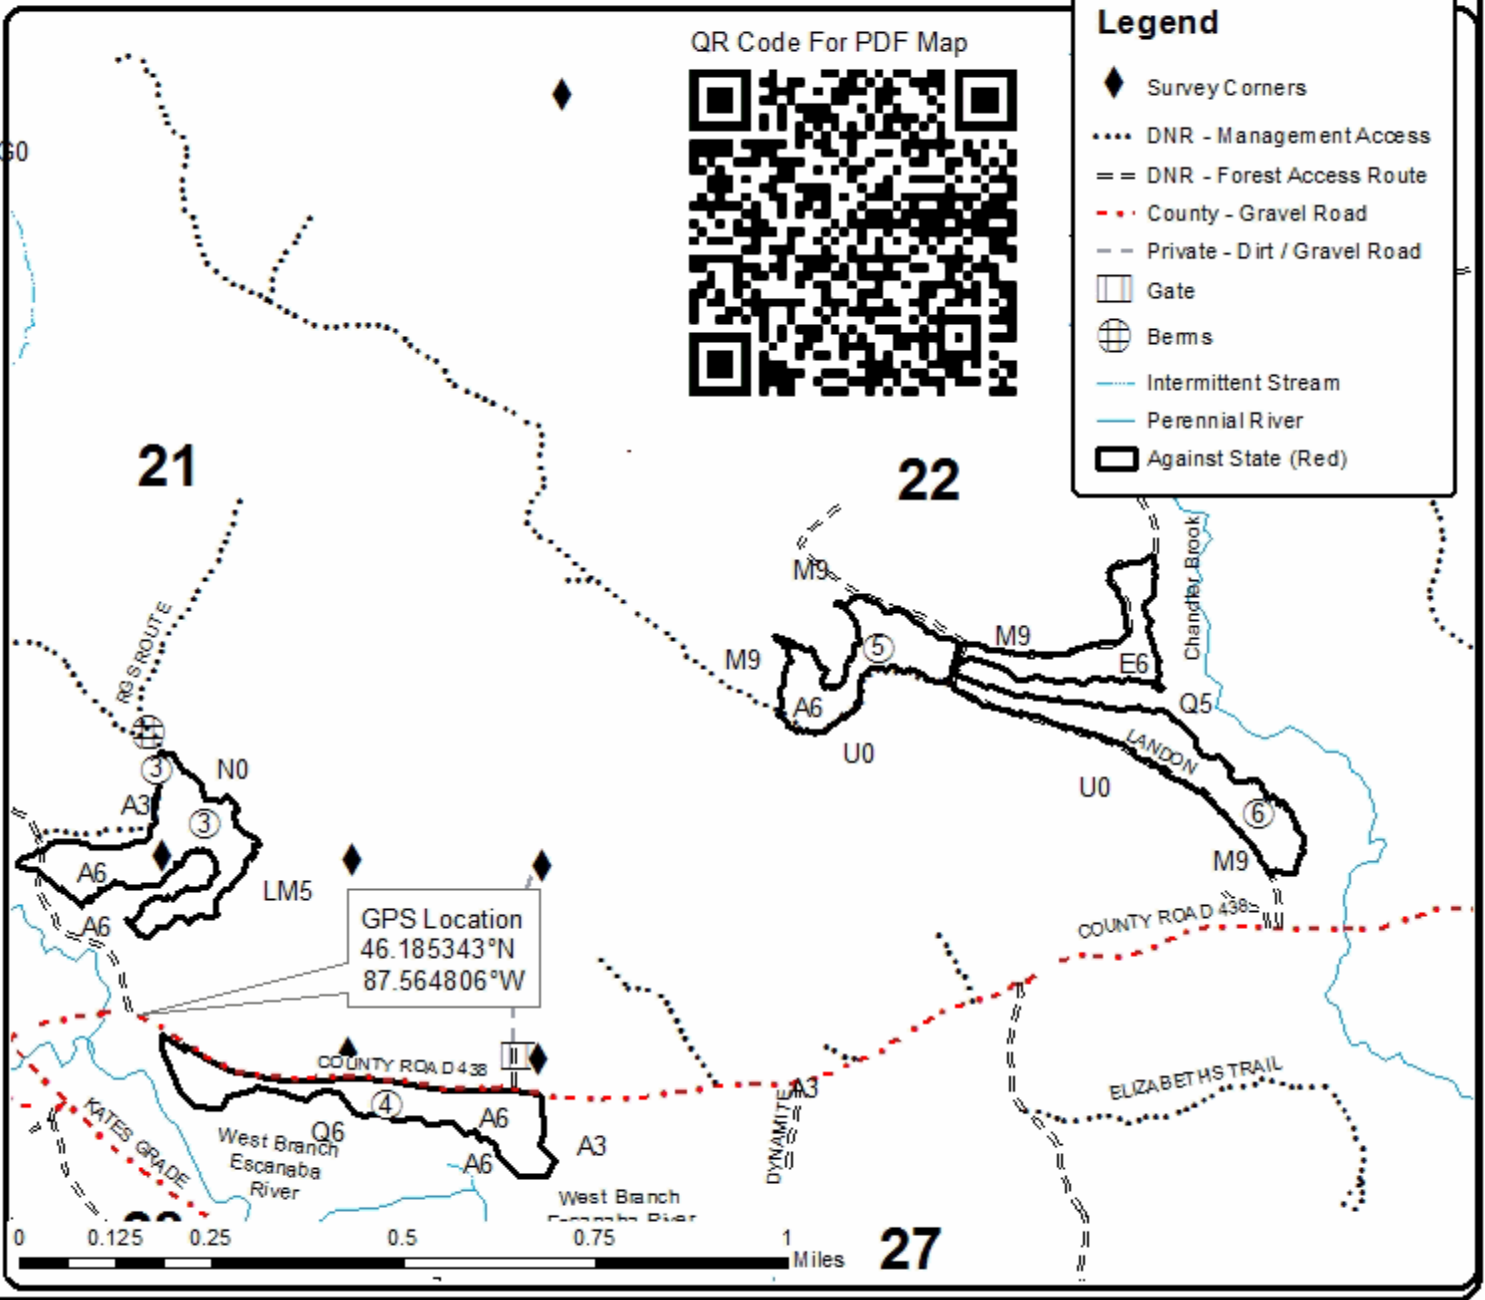 QR Code For PDF Map
Legend
Survey Corners
DNR - Management Access
DNR - Forest Access Route
County - Gravel Road
Private - Dirt / Gravel Road
Gate
Berms
Intermittent Stream
Perennial River
Against State (Red)
G0
21
22
RGS ROUTE
M9
M9
M9
5
E6
A6
Chandler Brook
Q5
U0
LANDON
U0
3
N0
A3
3
6
A6
LM5
M9
A6
GPS Location
46.185343°N
87.564806°W
COUNTY ROAD 438
COUNTY ROAD 438
4
A6
A3
DYNAMITE
ELIZABETHS TRAIL
KATES GRADE
Q6
A6
A3
West Branch
Escanaba
River
West Branch
Escanaba River
27
0 0.125 0.25 0.5 0.75 1
Miles